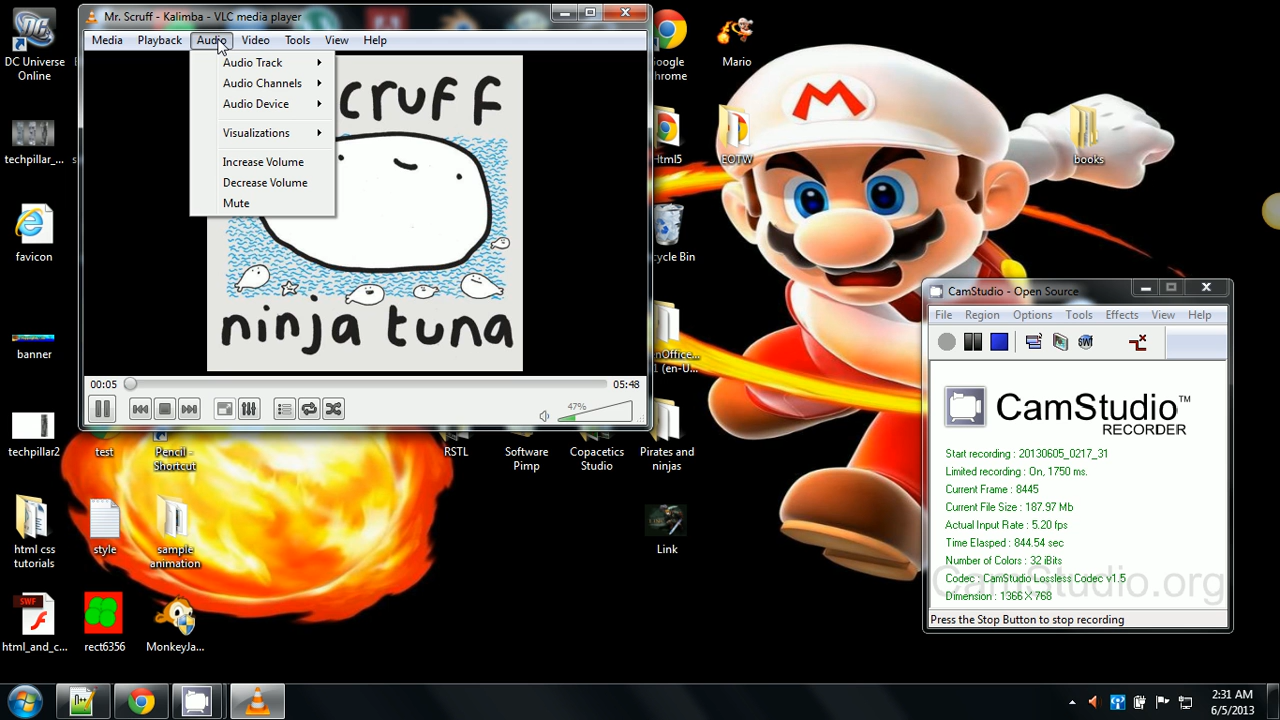 DC Universe
Online
techpillar_...
favicon
banner
techpillar2
html css
tutorials
html_and_c...
Mr. Scruff - Kalimba - VLC media player
Media Playback Audio Video Tools View Help
Audio Track
Audio Channels
Audio Device
Visualizations
Increase Volume
Decrease Volume
Mute
scruff
ninja tuna
00:05
05:48
47%
test
Pencil -
Shortcut
style
sample
animation
SWF
rect6356
MonkeyJa...
RSTL
Software
Pimp
Copacetics
Studio
Pirates and
ninjas
Link
Google
Chrome
Html5
Recycle Bin
Mario
EOTW
books
CamStudio - Open Source
File Region Options Tools Effects View Help
SWF
CamStudio™
RECORDER
Start recording : 20130605_0217_31
Limited recording : On, 1750 ms.
Current Frame : 8445
Current File Size : 187.97 Mb
Actual Input Rate : 5.20 fps
Time Elasped : 844.54 sec
Number of Colors : 32 iBits
Codec : CamStudio Lossless Codec v1.5
Dimension : 1366 X 768
CamStudio.org
Press the Stop Button to stop recording
2:31 AM
6/5/2013